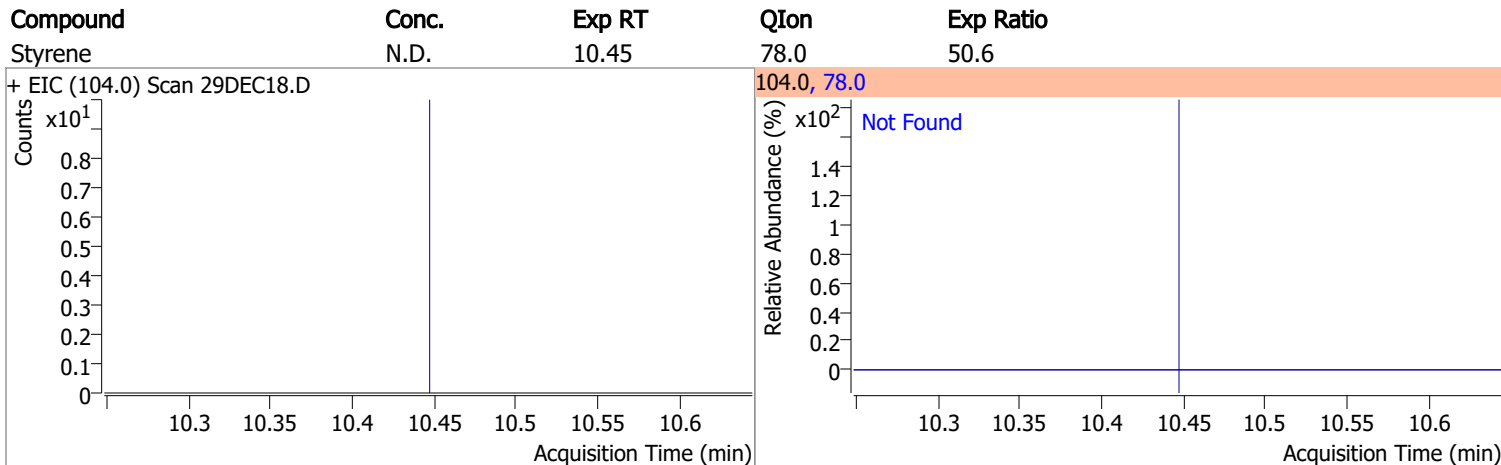 Compound Conc. Exp RT QIon Exp Ratio
Styrene N.D. 10.45 78.0 50.6
+ EIC (104.0) Scan 29DEC18.D
Counts
x10¹
0.8
0.7
0.6
0.5
0.4
0.3
0.2
0.1
0
10.3 10.35 10.4 10.45 10.5 10.55 10.6
Acquisition Time (min)
104.0, 78.0
Relative Abundance (%)
x10²
Not Found
1.4
1.2
1
0.8
0.6
0.4
0.2
0
10.3 10.35 10.4 10.45 10.5 10.55 10.6
Acquisition Time (min)